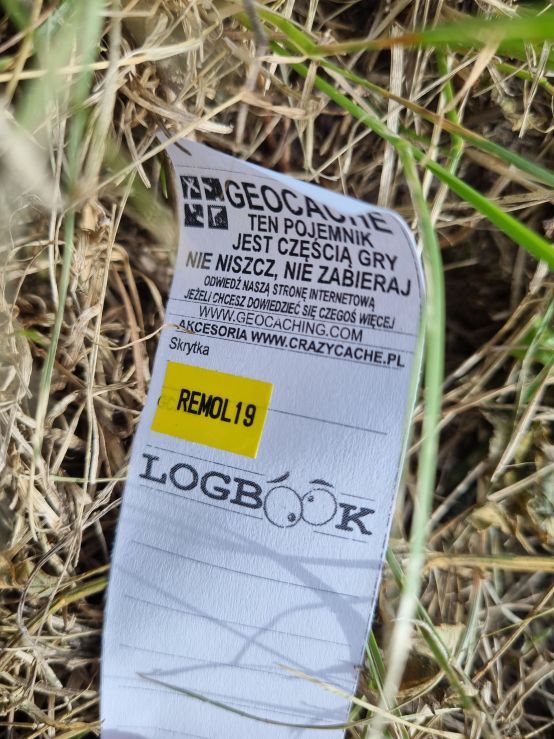 GEOCACHE
TEN POJEMNIK
JEST CZĘŚCIĄ GRY
NIE NISZCZ, NIE ZABIERAJ
ODWIEDŹ NASZĄ STRONĘ INTERNETOWĄ
JEŻELI CHCESZ DOWIEDZIEĆ SIĘ CZEGOŚ WIĘCEJ
WWW.GEOCACHING.COM
AKCESORIA WWW.CRAZYCACHE.PL
Skrytka
REMOL19
LOGBOOK